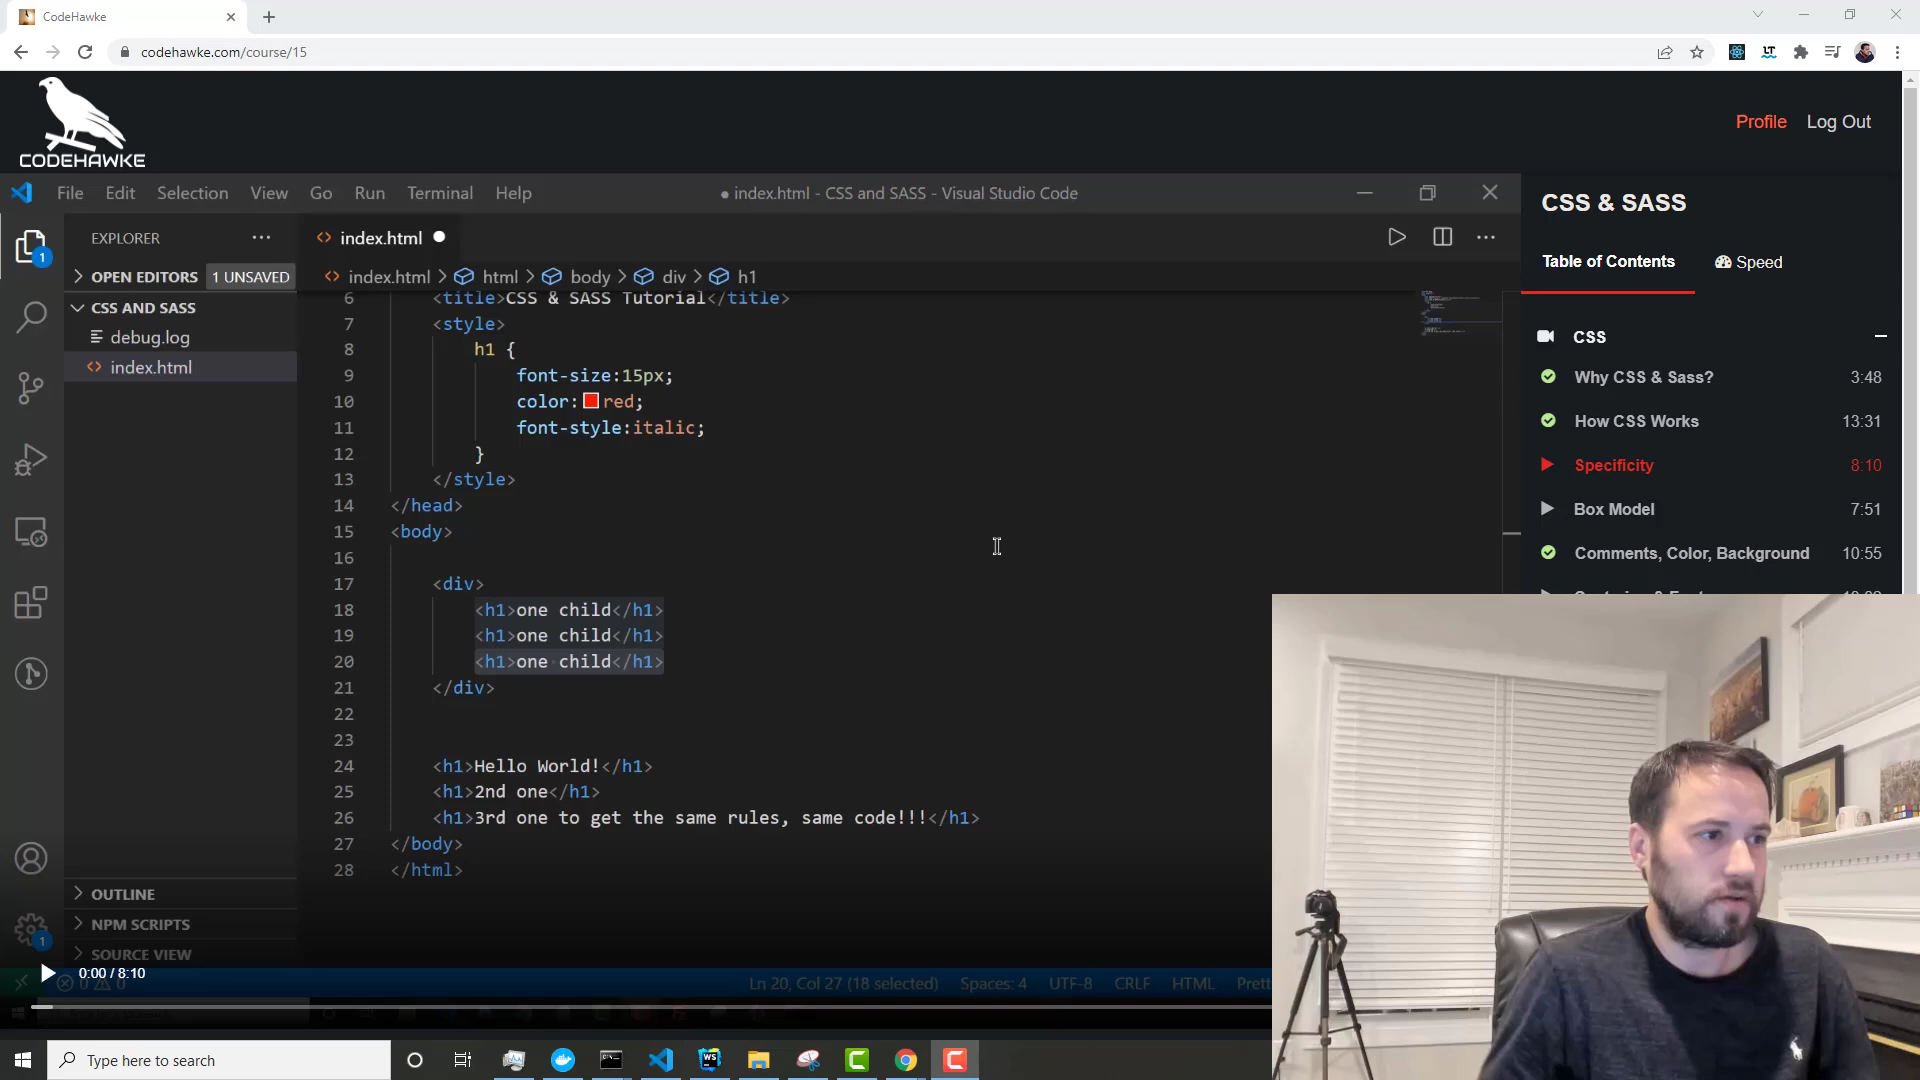 CodeHawke
codehawke.com/course/15
CODEHAWKE
Profile
Log Out
File Edit Selection View Go Run Terminal Help
● index.html - CSS and SASS - Visual Studio Code
EXPLORER
OPEN EDITORS 1 UNSAVED
CSS AND SASS
debug.log
index.html
OUTLINE
NPM SCRIPTS
SOURCE VIEW
1
1
index.html
index.html > html > body > div > h1
6 <title>CSS & SASS Tutorial</title>
7 <style>
8 h1 {
9 font-size:15px;
10 color: red;
11 font-style:italic;
12 }
13 </style>
14 </head>
15 <body>
16
17 <div>
18 <h1>one child</h1>
19 <h1>one child</h1>
20 <h1>one child</h1>
21 </div>
22
23
24 <h1>Hello World!</h1>
25 <h1>2nd one</h1>
26 <h1>3rd one to get the same rules, same code!!!</h1>
27 </body>
28 </html>
0:00 / 8:10
0 0
Ln 20, Col 27 (18 selected) Spaces: 4 UTF-8 CRLF HTML Prett
CSS & SASS
Table of Contents
Speed
CSS
Why CSS & Sass? 3:48
How CSS Works 13:31
Specificity 8:10
Box Model 7:51
Comments, Color, Background 10:55
Type here to search